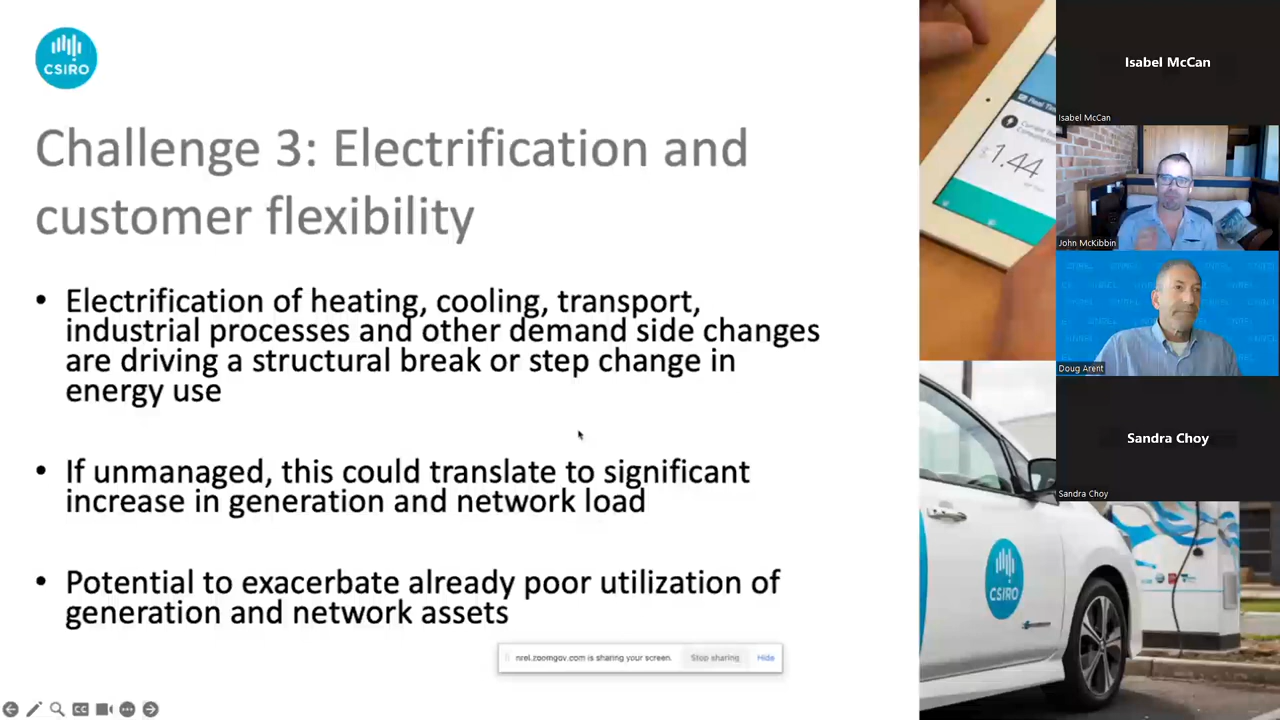 CSIRO
Challenge 3: Electrification and
customer flexibility
• Electrification of heating, cooling, transport,
industrial processes and other demand side changes
are driving a structural break or step change in
energy use
• If unmanaged, this could translate to significant
increase in generation and network load
• Potential to exacerbate already poor utilization of
generation and network assets
nrel.zoomgov.com is sharing your screen. Stop sharing Hide
CC
$1.44
CSIRO
Isabel McCan
Isabel McCan
John McKibbin
Doug Arent
Sandra Choy
Sandra Choy